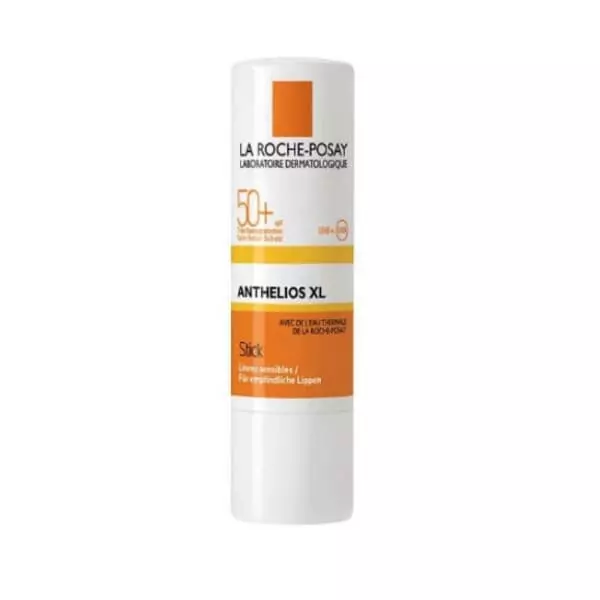 LA ROCHE-POSAY
LABORATOIRE DERMATOLOGIQUE
50+
ANTHELIOS XL
AVEC DE L'EAU THERMALE
DE LA ROCHE-POSAY
Stick
Lèvres sensibles /
Für empfindliche Lippen